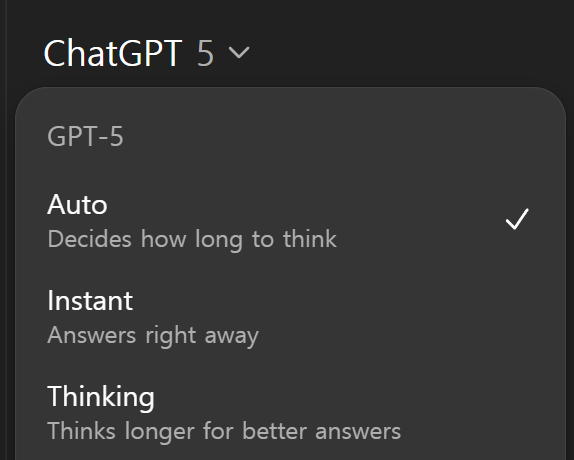 ChatGPT 5
GPT-5
Auto
Decides how long to think
Instant
Answers right away
Thinking
Thinks longer for better answers